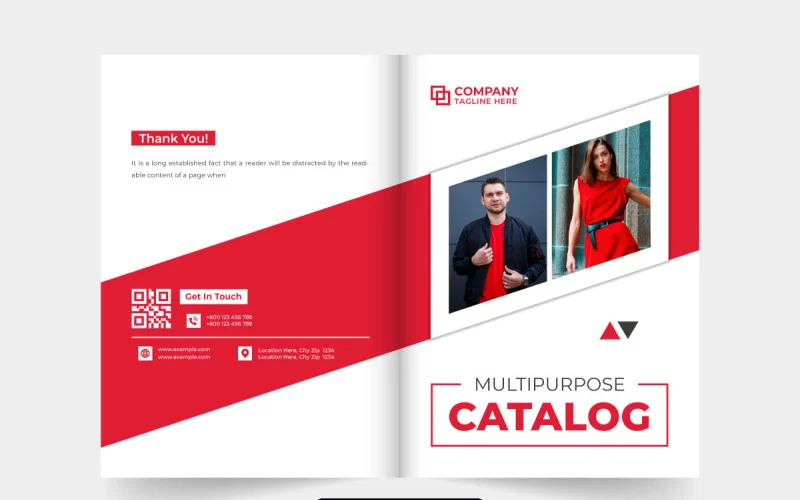 Thank You!
It is a long established fact that a reader will be distracted by the read-
able content of a page when
Get In Touch
+800 123 456 789
+800 123 456 789
www.example.com
www.example.com
Location Here, City Zip 1234
Location Here, City Zip 1234
COMPANY
TAGLINE HERE
MULTIPURPOSE
CATALOG